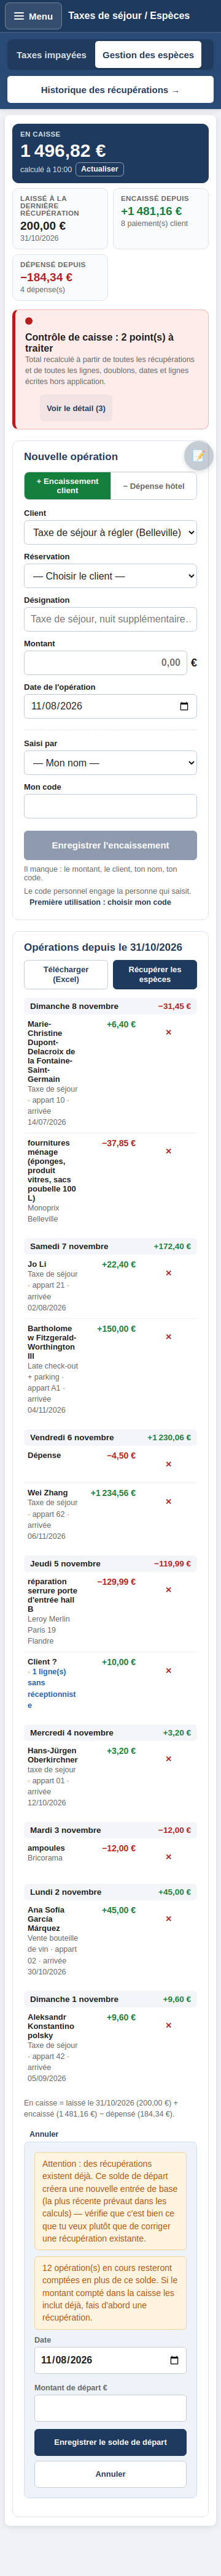 Menu
Taxes de séjour / Espèces
Taxes impayées
Gestion des espèces
Historique des récupérations →
EN CAISSE
1 496,82 €
calculé à 10:00
Actualiser
LAISSÉ À LA
DERNIÈRE
RÉCUPÉRATION
200,00 €
31/10/2026
ENCAISSÉ DEPUIS
+1 481,16 €
8 paiement(s) client
DÉPENSÉ DEPUIS
−184,34 €
4 dépense(s)
Contrôle de caisse : 2 point(s) à
traiter
Total recalculé à partir de toutes les récupérations
et de toutes les lignes, doublons, dates et lignes
écrites hors application.
Voir le détail (3)
Nouvelle opération
+ Encaissement
client
− Dépense hôtel
Client
Taxe de séjour à régler (Belleville)
Réservation
— Choisir le client —
Désignation
Taxe de séjour, nuit supplémentaire..
Montant
0,00 €
Date de l'opération
11/08/2026
Saisi par
— Mon nom —
Mon code
Enregistrer l'encaissement
Il manque : le montant, le client, ton nom, ton
code.
Le code personnel engage la personne qui saisit.
Première utilisation : choisir mon code
Opérations depuis le 31/10/2026
Télécharger
(Excel)
Récupérer les
espèces
Dimanche 8 novembre −31,45 €
Marie-
Christine
Dupont-
Delacroix de
la Fontaine-
Saint-
Germain
+6,40 €
×
Taxe de séjour
· appart 10 ·
arrivée
14/07/2026
fournitures
ménage
(éponges,
produit
vitres, sacs
poubelle 100
L)
−37,85 €
×
Monoprix
Belleville
Samedi 7 novembre +172,40 €
Jo Li
+22,40 €
×
Taxe de séjour
· appart 21 ·
arrivée
02/08/2026
Bartholome
w Fitzgerald-
Worthington
III
+150,00 €
×
Late check-out
+ parking ·
appart A1 ·
arrivée
04/11/2026
Vendredi 6 novembre +1 230,06 €
Dépense
−4,50 €
×
Wei Zhang
+1 234,56 €
×
Taxe de séjour
· appart 62 ·
arrivée
06/11/2026
Jeudi 5 novembre −119,99 €
réparation
serrure porte
d'entrée hall
B
−129,99 €
×
Leroy Merlin
Paris 19
Flandre
Client ?
+10,00 €
×
· 1 ligne(s)
sans
réceptionnist
e
Mercredi 4 novembre +3,20 €
Hans-Jürgen
Oberkirchner
+3,20 €
×
taxe de sejour
· appart 01 ·
arrivée
12/10/2026
Mardi 3 novembre −12,00 €
ampoules
−12,00 €
×
Bricorama
Lundi 2 novembre +45,00 €
Ana Sofía
García
Márquez
+45,00 €
×
Vente bouteille
de vin · appart
02 · arrivée
30/10/2026
Dimanche 1 novembre +9,60 €
Aleksandr
Konstantino
polsky
+9,60 €
×
Taxe de séjour
· appart 42 ·
arrivée
05/09/2026
En caisse = laissé le 31/10/2026 (200,00 €) +
encaissé (1 481,16 €) − dépensé (184,34 €).
Annuler
Attention : des récupérations
existent déjà. Ce solde de départ
créera une nouvelle entrée de base
(la plus récente prévaut dans les
calculs) — vérifie que c'est bien ce
que tu veux plutôt que de corriger
une récupération existante.
12 opération(s) en cours resteront
comptées en plus de ce solde. Si le
montant compté dans la caisse les
inclut déjà, fais d'abord une
récupération.
Date
11/08/2026
Montant de départ €
Enregistrer le solde de départ
Annuler